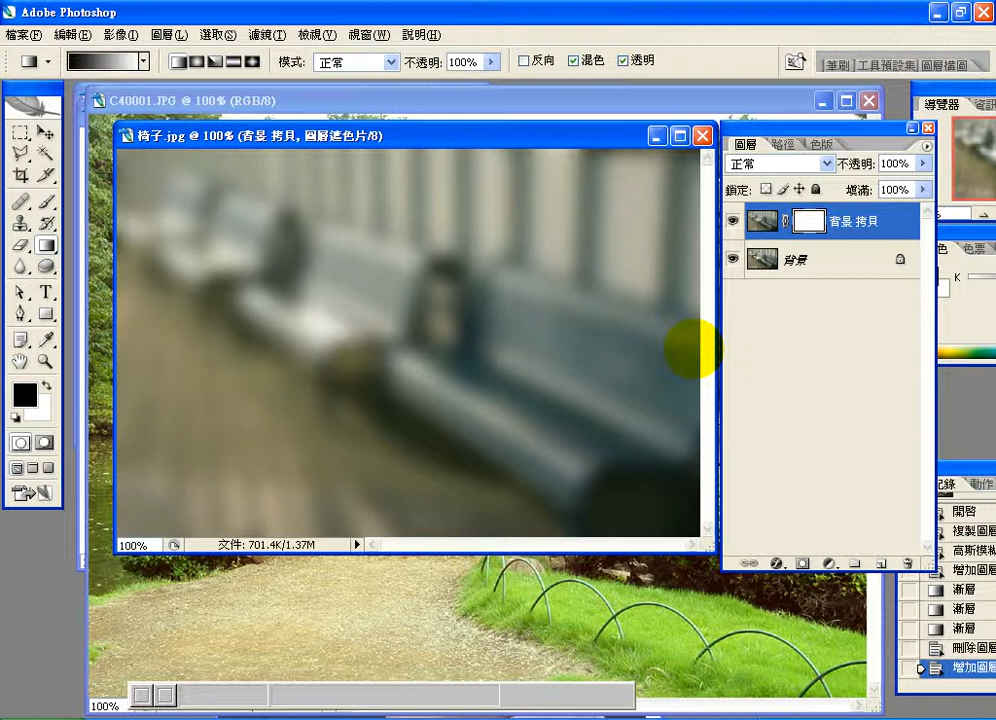 Adobe Photoshop
檔案(F) 編輯(E) 影像(I) 圖層(L) 選取(S) 濾鏡(T) 檢視(V) 視窗(W) 說明(H)
模式: 正常 不透明: 100% 反向 混色 透明
筆刷 工具預設集 圖層構圖
C40001.JPG @ 100% (RGB/8)
導覽器 資訊
椅子.jpg @ 100% (背景 拷貝, 圖層遮色片/8)
圖層 路徑 色版
正常 不透明: 100%
鎖定: 填滿: 100%
背景 拷貝
背景
色 色票
K
T
記錄 動作
開啟
複製圖層
高斯模糊
增加圖層
漸層
漸層
漸層
刪除圖層
增加圖層
100% 文件: 701.4K/1.37M
100%